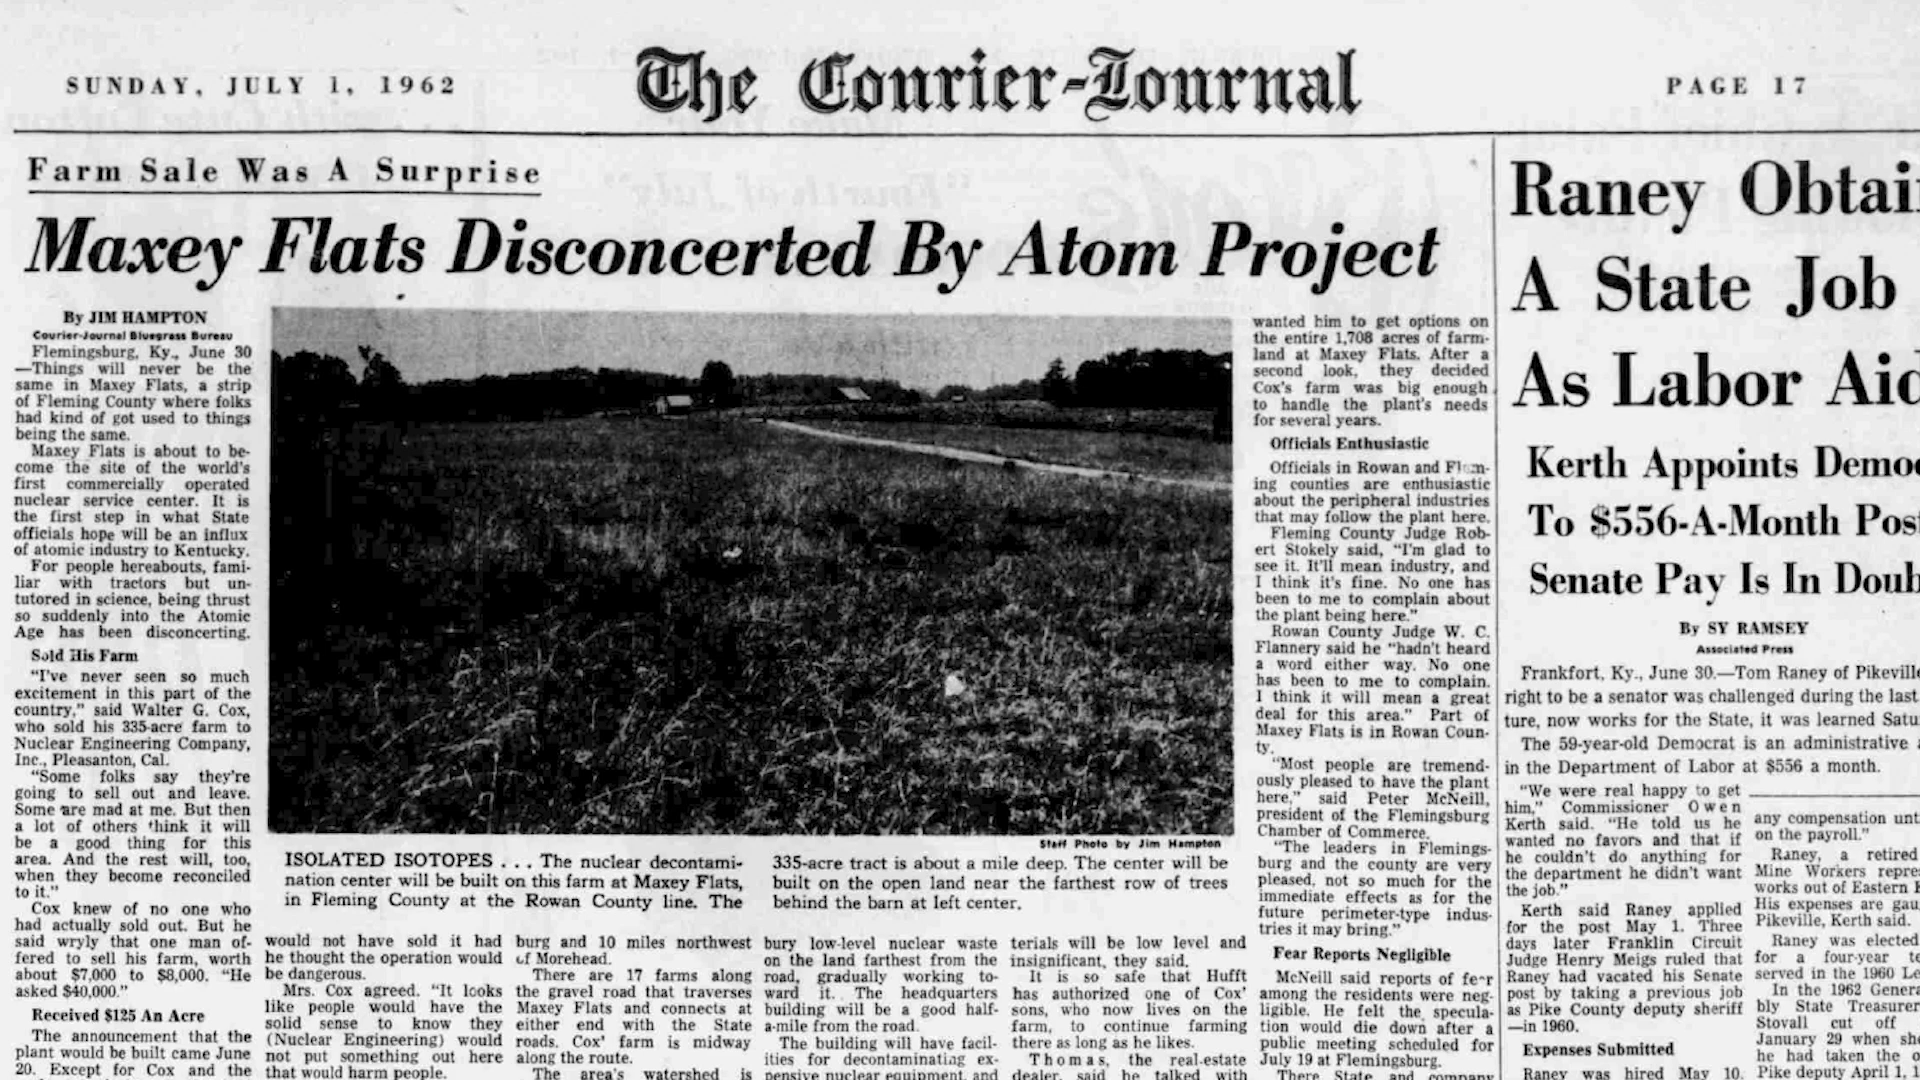 SUNDAY, JULY 1, 1962
The Courier-Journal
PAGE 17
Farm Sale Was A Surprise
Maxey Flats Disconcerted By Atom Project
By JIM HAMPTON
Courier-Journal Bluegrass Bureau
Flemingsburg, Ky., June 30
—Things will never be the
same in Maxey Flats, a strip
of Fleming County where folks
had kind of got used to things
being the same.
Maxey Flats is about to be-
come the site of the world's
first commercially operated
nuclear service center. It is
the first step in what State
officials hope will be an influx
of atomic industry to Kentucky.
For people hereabouts, fami-
liar with tractors but un-
tutored in science, being thrust
so suddenly into the Atomic
Age has been disconcerting.
Sold His Farm
"I've never seen so much
excitement in this part of the
country," said Walter G. Cox,
who sold his 335-acre farm to
Nuclear Engineering Company,
Inc., Pleasanton, Cal.
"Some folks say they're
going to sell out and leave.
Some are mad at me. But then
a lot of others think it will
be a good thing for this
area. And the rest will, too,
when they become reconciled
to it."
Cox knew of no one who
had actually sold out. But he
said wryly that one man of-
fered to sell his farm, worth
about $7,000 to $8,000. "He
asked $40,000."
Received $125 An Acre
The announcement that the
plant would be built came June
20. Except for Cox and the
Staff Photo by Jim Hampton
ISOLATED ISOTOPES . . . The nuclear decontami-
nation center will be built on this farm at Maxey Flats,
in Fleming County at the Rowan County line. The
335-acre tract is about a mile deep. The center will be
built on the open land near the farthest row of trees
behind the barn at left center.
would not have sold it had
he thought the operation would
be dangerous.
Mrs. Cox agreed. "It looks
like people would have the
solid sense to know they
(Nuclear Engineering) would
not put something out here
that would harm people.
burg and 10 miles northwest
of Morehead.
There are 17 farms along
the gravel road that traverses
Maxey Flats and connects at
either end with the State
roads. Cox' farm is midway
along the route.
The area's watershed is
bury low-level nuclear waste
on the land farthest from the
road, gradually working to-
ward it. The headquarters
building will be a good half-
a-mile from the road.
The building will have facil-
ities for decontaminating ex-
pensive nuclear equipment, and
terials will be low level and
insignificant, they said.
It is so safe that Hufft
has authorized one of Cox'
sons, who now lives on the
farm, to continue farming
there as long as he likes.
Thomas, the real-estate
dealer, said he talked with
wanted him to get options on
the entire 1,708 acres of farm-
land at Maxey Flats. After a
second look, they decided
Cox's farm was big enough
to handle the plant's needs
for several years.
Officials Enthusiastic
Officials in Rowan and Flem-
ing counties are enthusiastic
about the peripheral industries
that may follow the plant here.
Fleming County Judge Rob-
ert Stokely said, "I'm glad to
see it. It'll mean industry, and
I think it's fine. No one has
been to me to complain about
the plant being here."
Rowan County Judge W. C.
Flannery said he "hadn't heard
a word either way. No one
has been to me to complain.
I think it will mean a great
deal for this area." Part of
Maxey Flats is in Rowan Coun-
ty.
"Most people are tremend-
ously pleased to have the plant
here," said Peter McNeill,
president of the Flemingsburg
Chamber of Commerce.
"The leaders in Flemings-
burg and the county are very
pleased, not so much for the
immediate effects as for the
future perimeter-type indus-
tries it may bring."
Fear Reports Negligible
McNeill said reports of fear
among the residents were neg-
ligible. He felt the specula-
tion would die down after a
public meeting scheduled for
July 19 at Flemingsburg.
There State and company
Raney Obtai
A State Job
As Labor Aid
Kerth Appoints Demo
To $556-A-Month Pos
Senate Pay Is In Doub
By SY RAMSEY
Associated Press
Frankfort, Ky., June 30.—Tom Raney of Pikeville
right to be a senator was challenged during the last
ture, now works for the State, it was learned Satu
The 59-year-old Democrat is an administrative
in the Department of Labor at $556 a month.
"We were real happy to get
him," Commissioner Owen
Kerth said. "He told us he
wanted no favors and that if
he couldn't do anything for
the department he didn't want
the job."
Kerth said Raney applied
for the post May 1. Three
days later Franklin Circuit
Judge Henry Meigs ruled that
Raney had vacated his Senate
post by taking a previous job
as Pike County deputy sheriff
—in 1960.
Expenses Submitted
Raney was hired May 10.
any compensation unt
on the payroll."
Raney, a retired
Mine Workers repre
works out of Eastern
His expenses are gau
Pikeville, Kerth said.
Raney was elected
for a four-year te
served in the 1960 Le
In the 1962 Genera
bly State Treasurer
Stovall cut off
January 29 when sh
he had taken the o
Pike deputy April 1, 1